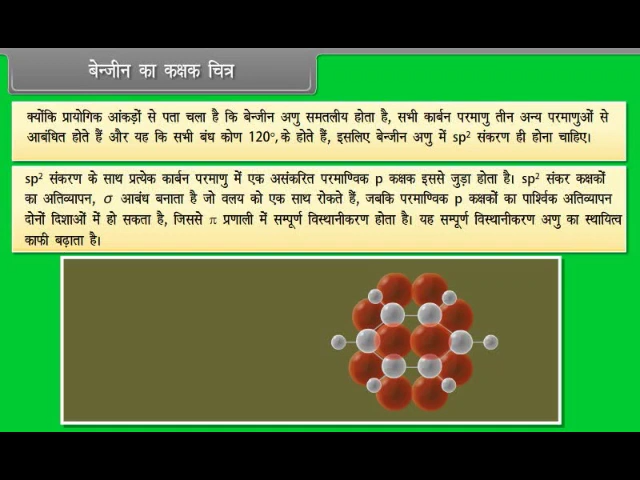 बेन्जीन का कक्षक चित्र
क्योंकि प्रायोगिक आंकड़ों से पता चला है कि बेन्जीन अणु समतलीय होता है, सभी कार्बन परमाणु तीन अन्य परमाणुओं से
आबंधित होते हैं और यह कि सभी बंध कोण 120°, के होते हैं, इसलिए बेन्जीन अणु में sp² संकरण ही होना चाहिए।
sp² संकरण के साथ प्रत्येक कार्बन परमाणु में एक असंकरित परमाण्विक p कक्षक इससे जुड़ा होता है। sp² संकर कक्षकों
का अतिव्यापन, σ आबंध बनाता है जो वलय को एक साथ रोकते हैं, जबकि परमाण्विक p कक्षकों का पार्श्विक अतिव्यापन
दोनों दिशाओं में हो सकता है, जिससे π प्रणाली में सम्पूर्ण विस्थानीकरण होता है। यह सम्पूर्ण विस्थानीकरण अणु का स्थायित्व
काफी बढ़ाता है।